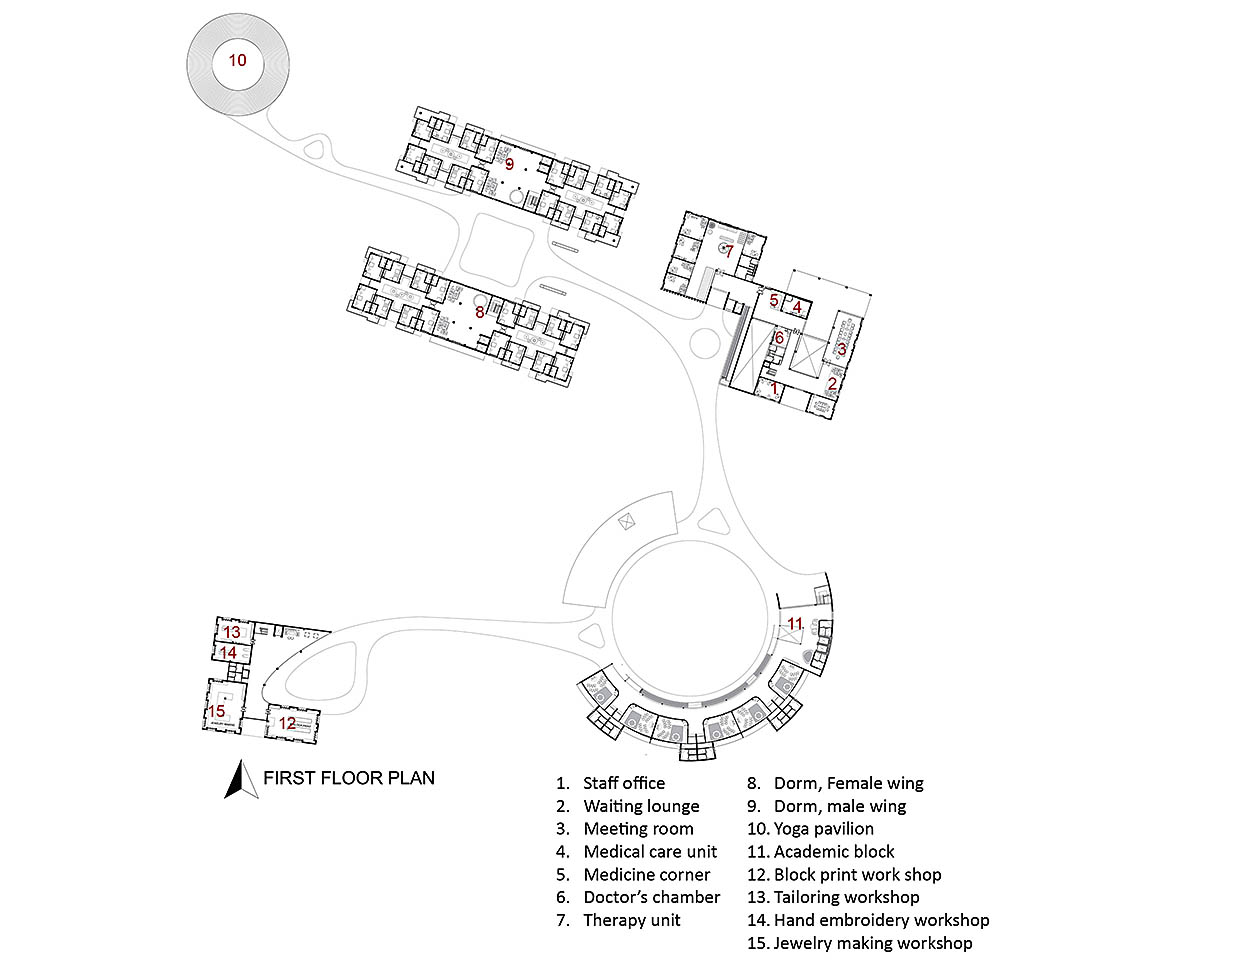 10
9
7
8
5
4
6
3
1
2
11
13
14
15
12
FIRST FLOOR PLAN
1. Staff office
2. Waiting lounge
3. Meeting room
4. Medical care unit
5. Medicine corner
6. Doctor's chamber
7. Therapy unit
8. Dorm, Female wing
9. Dorm, male wing
10. Yoga pavilion
11. Academic block
12. Block print work shop
13. Tailoring workshop
14. Hand embroidery workshop
15. Jewelry making workshop